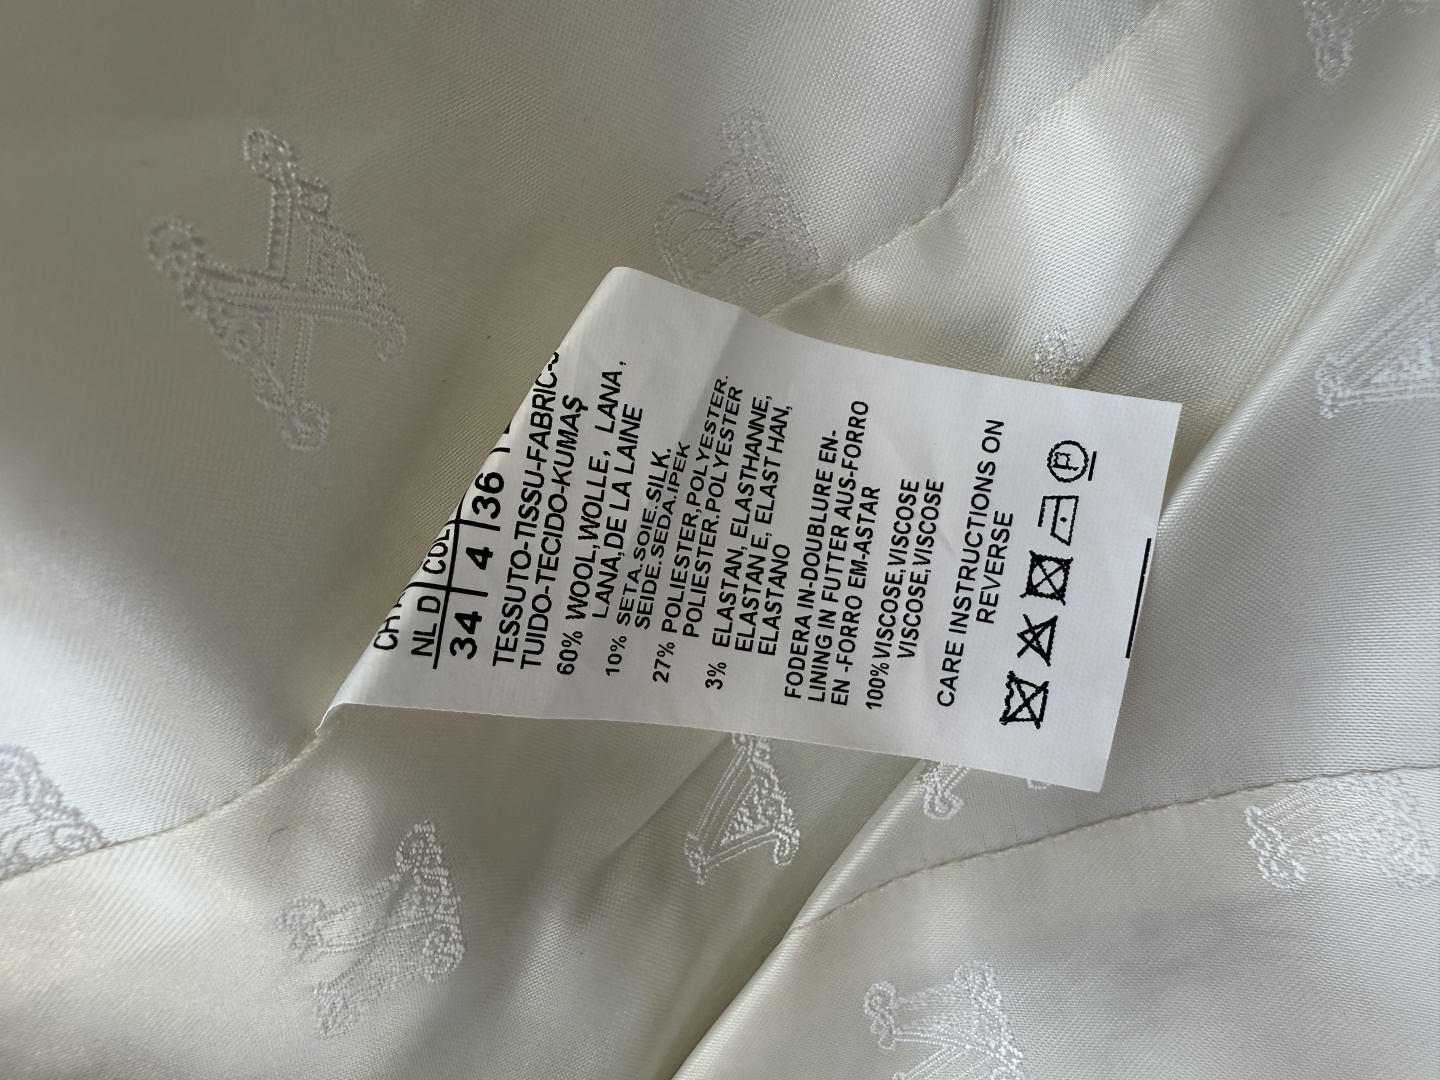 NL D
34 | 4 | 36 |
TESSUTO-TISSU-FABRIC-
TUIDO-TECIDO-KUMAŞ
60% WOOL,WOLLE, LANA,
LANA,DE LA LAINE
10% SETA.SOIE.SILK.
SEIDE.SEDA.IPEK
27% POLIESTER,POLYESTER.
POLIESTER.POLYESTER
3% ELASTAN, ELASTHANNE,
ELASTAN E, ELAST HAN,
ELASTANO
FODERA IN-DOUBLURE EN-
LINING IN FUTTER AUS-FORRO
EN -FORRO EM-ASTAR
100% VISCOSE,VISCOSE
VISCOSE,VISCOSE
CARE INSTRUCTIONS ON
REVERSE
P